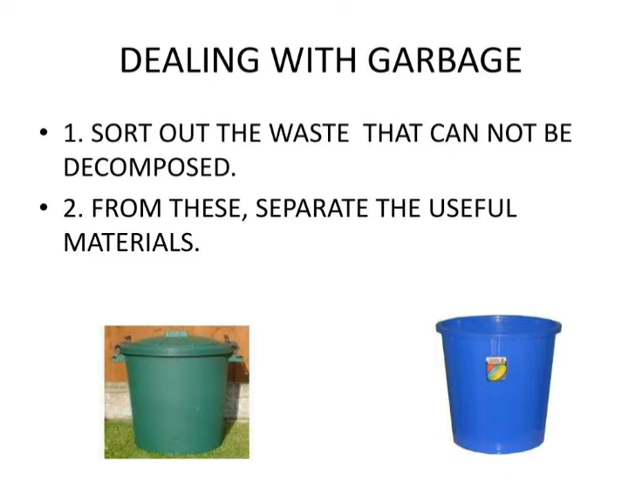 DEALING WITH GARBAGE
• 1. SORT OUT THE WASTE THAT CAN NOT BE
DECOMPOSED.
• 2. FROM THESE, SEPARATE THE USEFUL
MATERIALS.